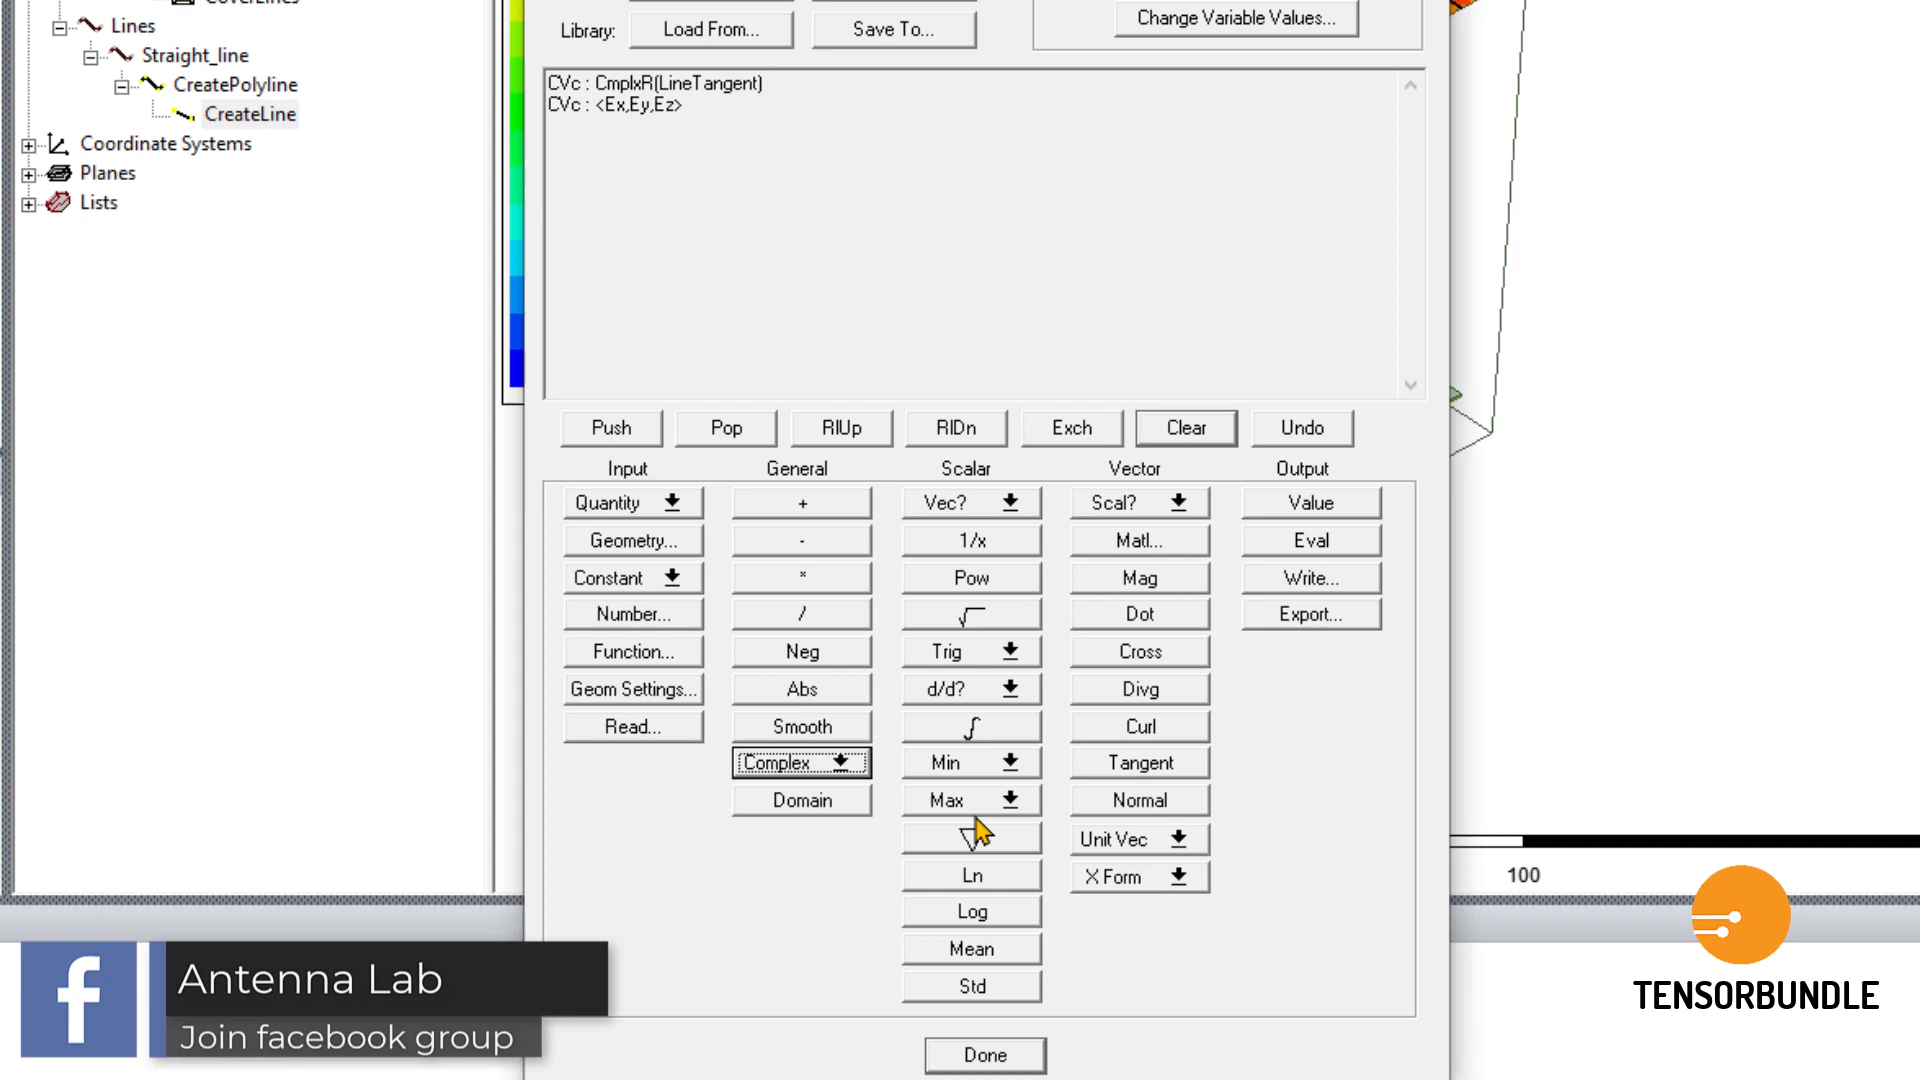 CoverLines
Lines
Straight_line
CreatePolyline
CreateLine
Coordinate Systems
Planes
Lists
Library: Load From... Save To... Change Variable Values...
CVc : CmplxR(LineTangent)
CVc : <Ex,Ey,Ez>
Push Pop RlUp RlDn Exch Clear Undo
Input General Scalar Vector Output
Quantity + Vec? Scal? Value
Geometry... - 1/x Matl... Eval
Constant * Pow Mag Write...
Number... / √ Dot Export...
Function... Neg Trig Cross
Geom Settings... Abs d/d? Divg
Read... Smooth ∫ Curl
Complex Min Tangent
Domain Max Normal
∇ Unit Vec
Ln X Form
Log
Mean
Std
Done
100
Antenna Lab
Join facebook group
TENSORBUNDLE